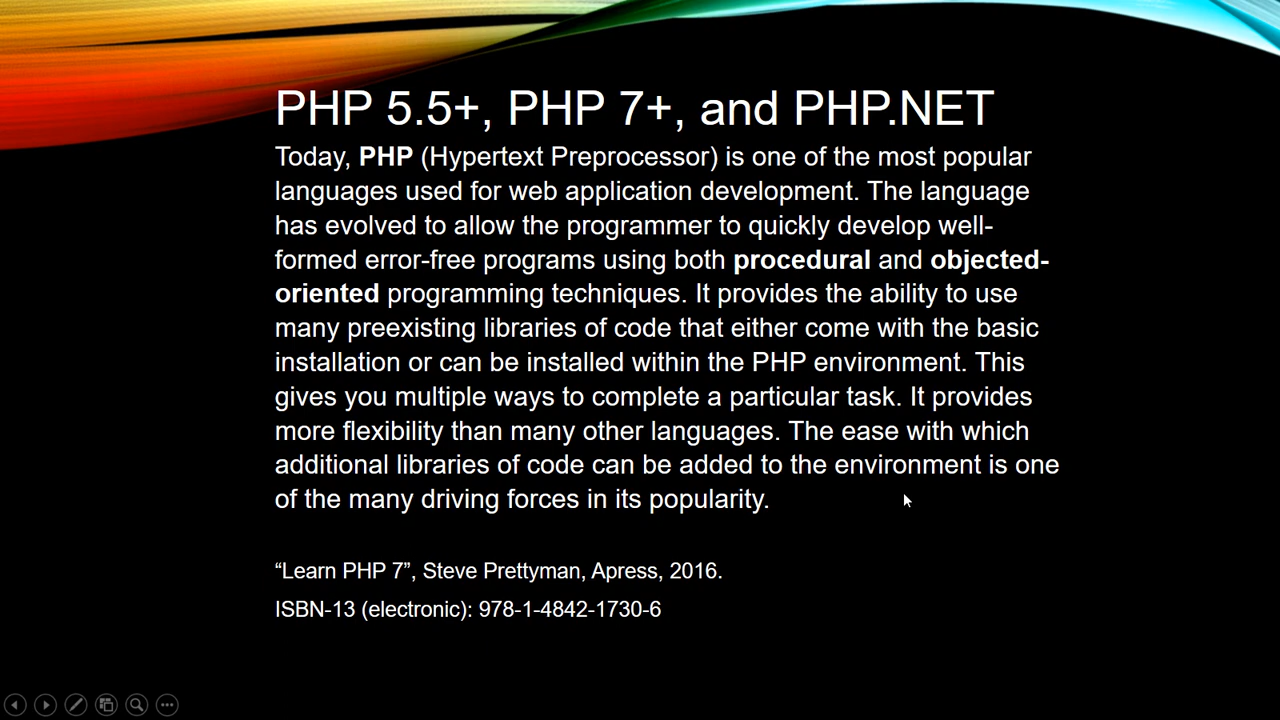 PHP 5.5+, PHP 7+, and PHP.NET
Today, PHP (Hypertext Preprocessor) is one of the most popular
languages used for web application development. The language
has evolved to allow the programmer to quickly develop well-
formed error-free programs using both procedural and objected-
oriented programming techniques. It provides the ability to use
many preexisting libraries of code that either come with the basic
installation or can be installed within the PHP environment. This
gives you multiple ways to complete a particular task. It provides
more flexibility than many other languages. The ease with which
additional libraries of code can be added to the environment is one
of the many driving forces in its popularity.
“Learn PHP 7”, Steve Prettyman, Apress, 2016.
ISBN-13 (electronic): 978-1-4842-1730-6